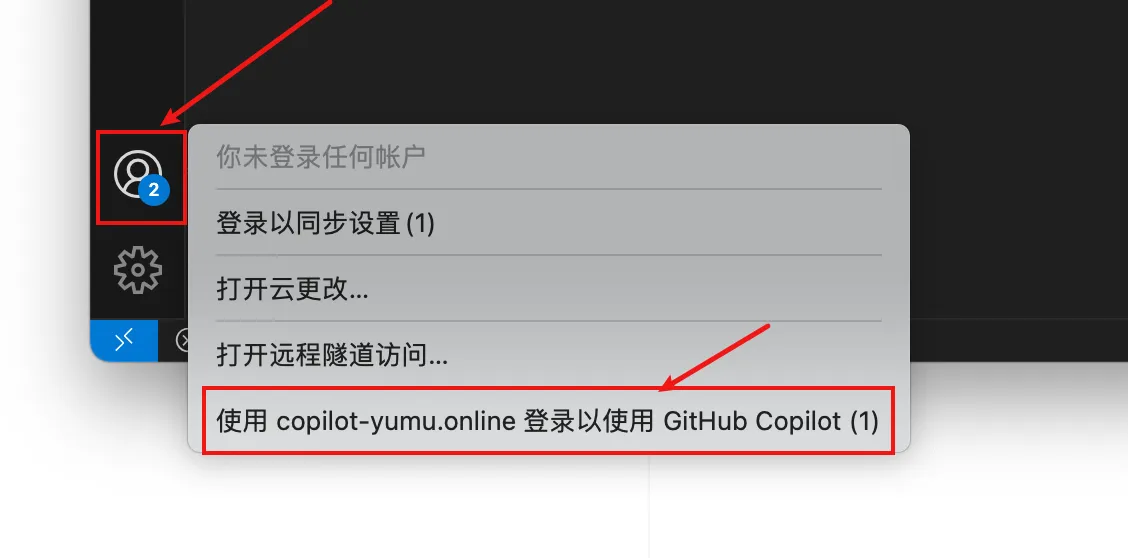 你未登录任何帐户
2
登录以同步设置 (1)
打开云更改...
打开远程隧道访问...
使用 copilot-yumu.online 登录以使用 GitHub Copilot (1)